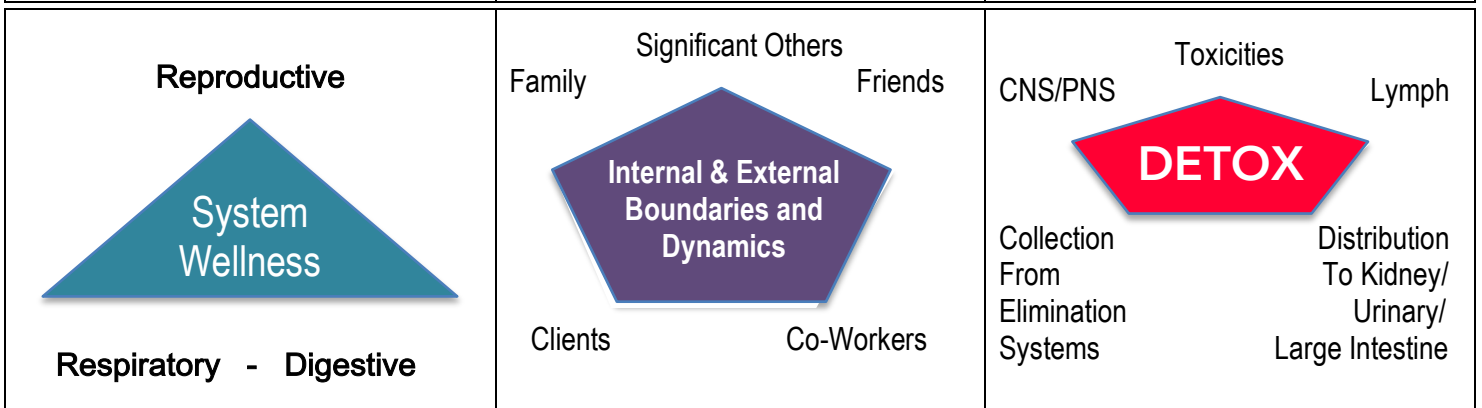 Reproductive
System
Wellness
Respiratory - Digestive
Significant Others
Family Friends
Internal & External
Boundaries and
Dynamics
Clients Co-Workers
Toxicities
CNS/PNS Lymph
DETOX
Collection Distribution
From To Kidney/
Elimination Urinary/
Systems Large Intestine